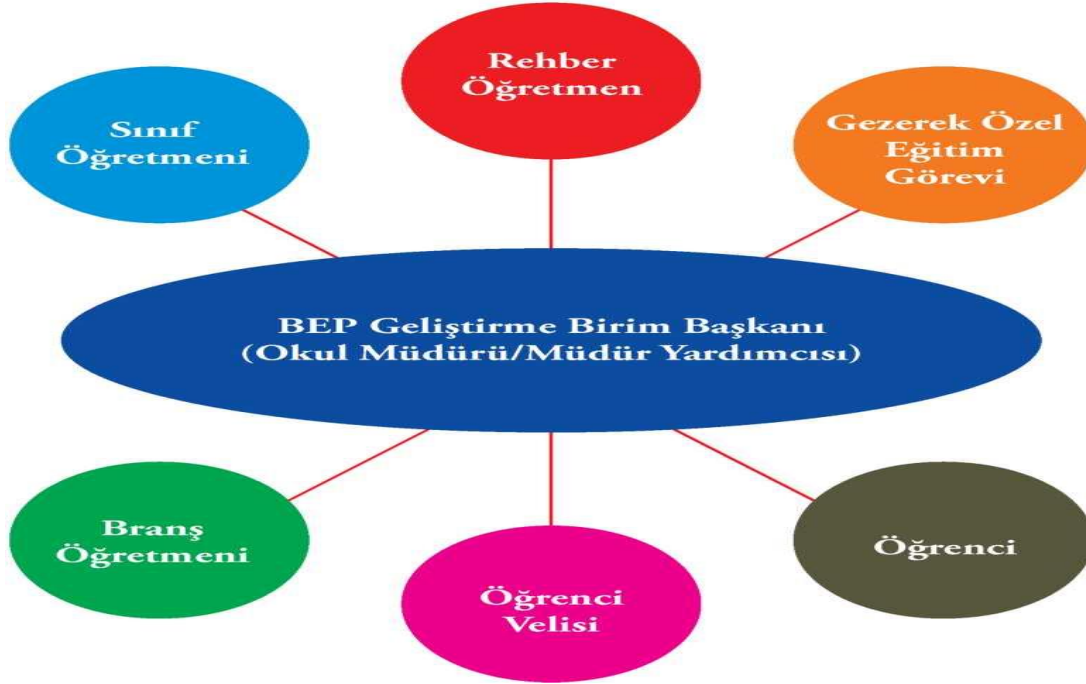 Rehber
Öğretmen
Sınıf
Öğretmeni
Gezerek Özel
Eğitim
Görevi
BEP Geliştirme Birim Başkanı
(Okul Müdürü/Müdür Yardımcısı)
Branş
Öğretmeni
Öğrenci
Velisi
Öğrenci